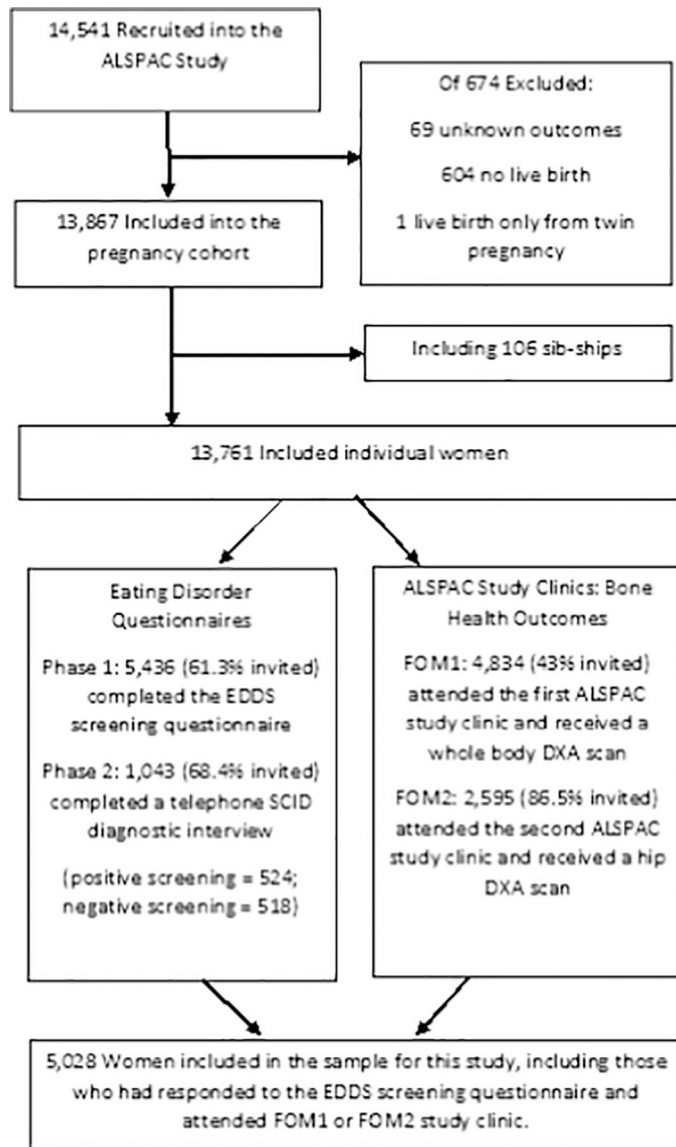 14,541 Recruited into the
ALSPAC Study
Of 674 Excluded:
69 unknown outcomes
604 no live birth
1 live birth only from twin
pregnancy
13,867 Included into the
pregnancy cohort
Including 106 sib-ships
13,761 Included individual women
Eating Disorder
Questionnaires
Phase 1: 5,436 (61.3% invited)
completed the EDDS
screening questionnaire
Phase 2: 1,043 (68.4% invited)
completed a telephone SCID
diagnostic interview
(positive screening = 524;
negative screening = 518)
ALSPAC Study Clinics: Bone
Health Outcomes
FOM1: 4,834 (43% invited)
attended the first ALSPAC
study clinic and received a
whole body DXA scan
FOM2: 2,595 (86.5% invited)
attended the second ALSPAC
study clinic and received a hip
DXA scan
5,028 Women included in the sample for this study, including those
who had responded to the EDDS screening questionnaire and
attended FOM1 or FOM2 study clinic.